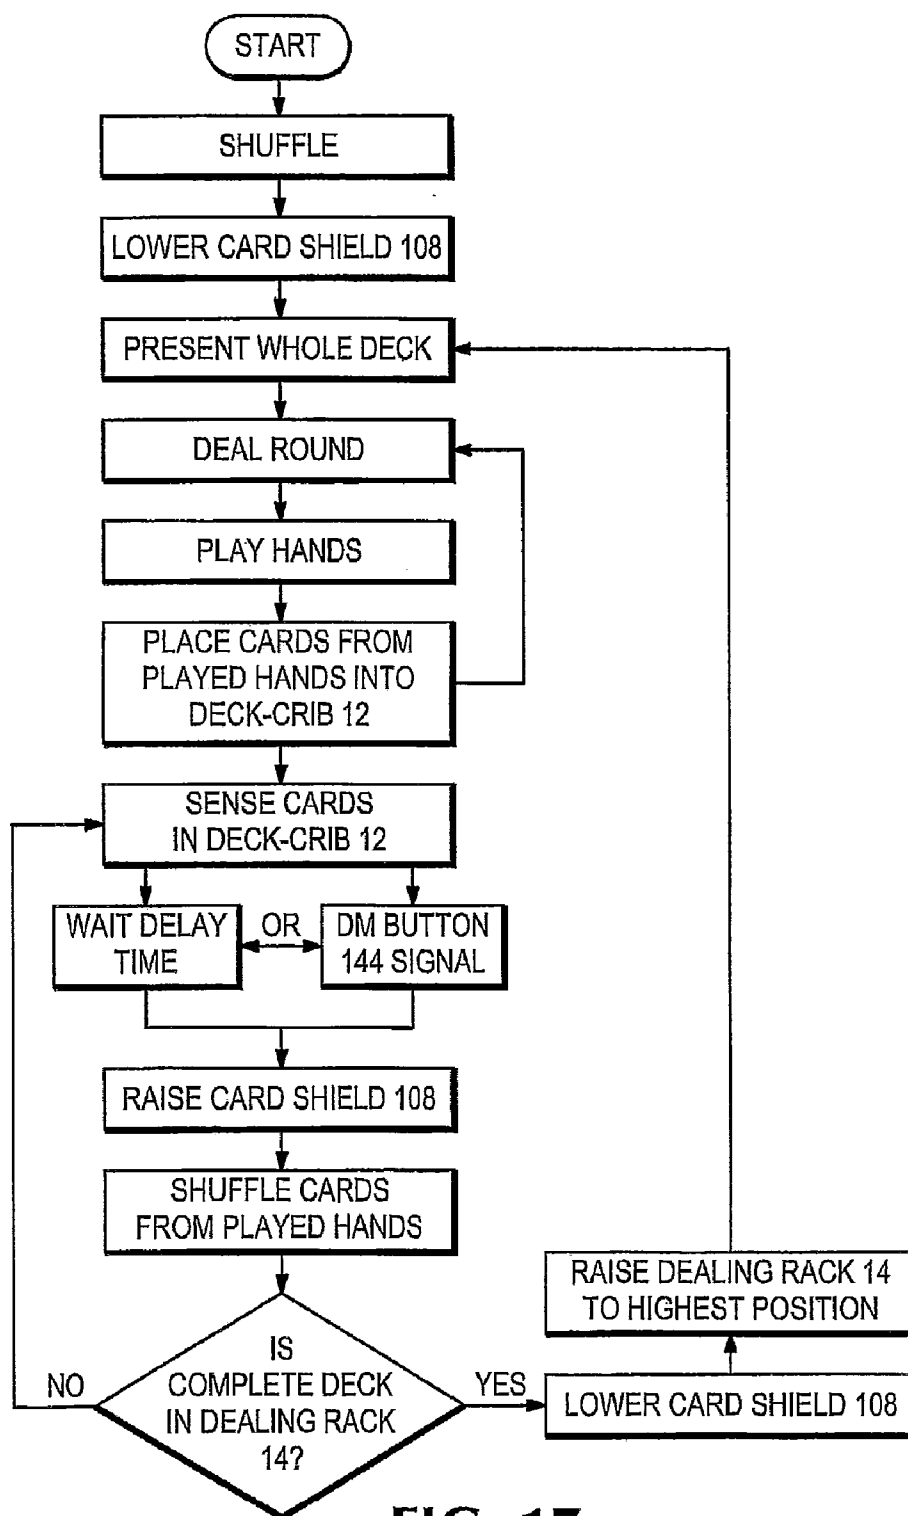 START
SHUFFLE
LOWER CARD SHIELD 108
PRESENT WHOLE DECK
DEAL ROUND
PLAY HANDS
PLACE CARDS FROM
PLAYED HANDS INTO
DECK-CRIB 12
SENSE CARDS
IN DECK-CRIB 12
WAIT DELAY
TIME
OR
DM BUTTON
144 SIGNAL
RAISE CARD SHIELD 108
SHUFFLE CARDS
FROM PLAYED HANDS
IS
COMPLETE DECK
IN DEALING RACK
14?
NO
YES
LOWER CARD SHIELD 108
RAISE DEALING RACK 14
TO HIGHEST POSITION
FIG. 17